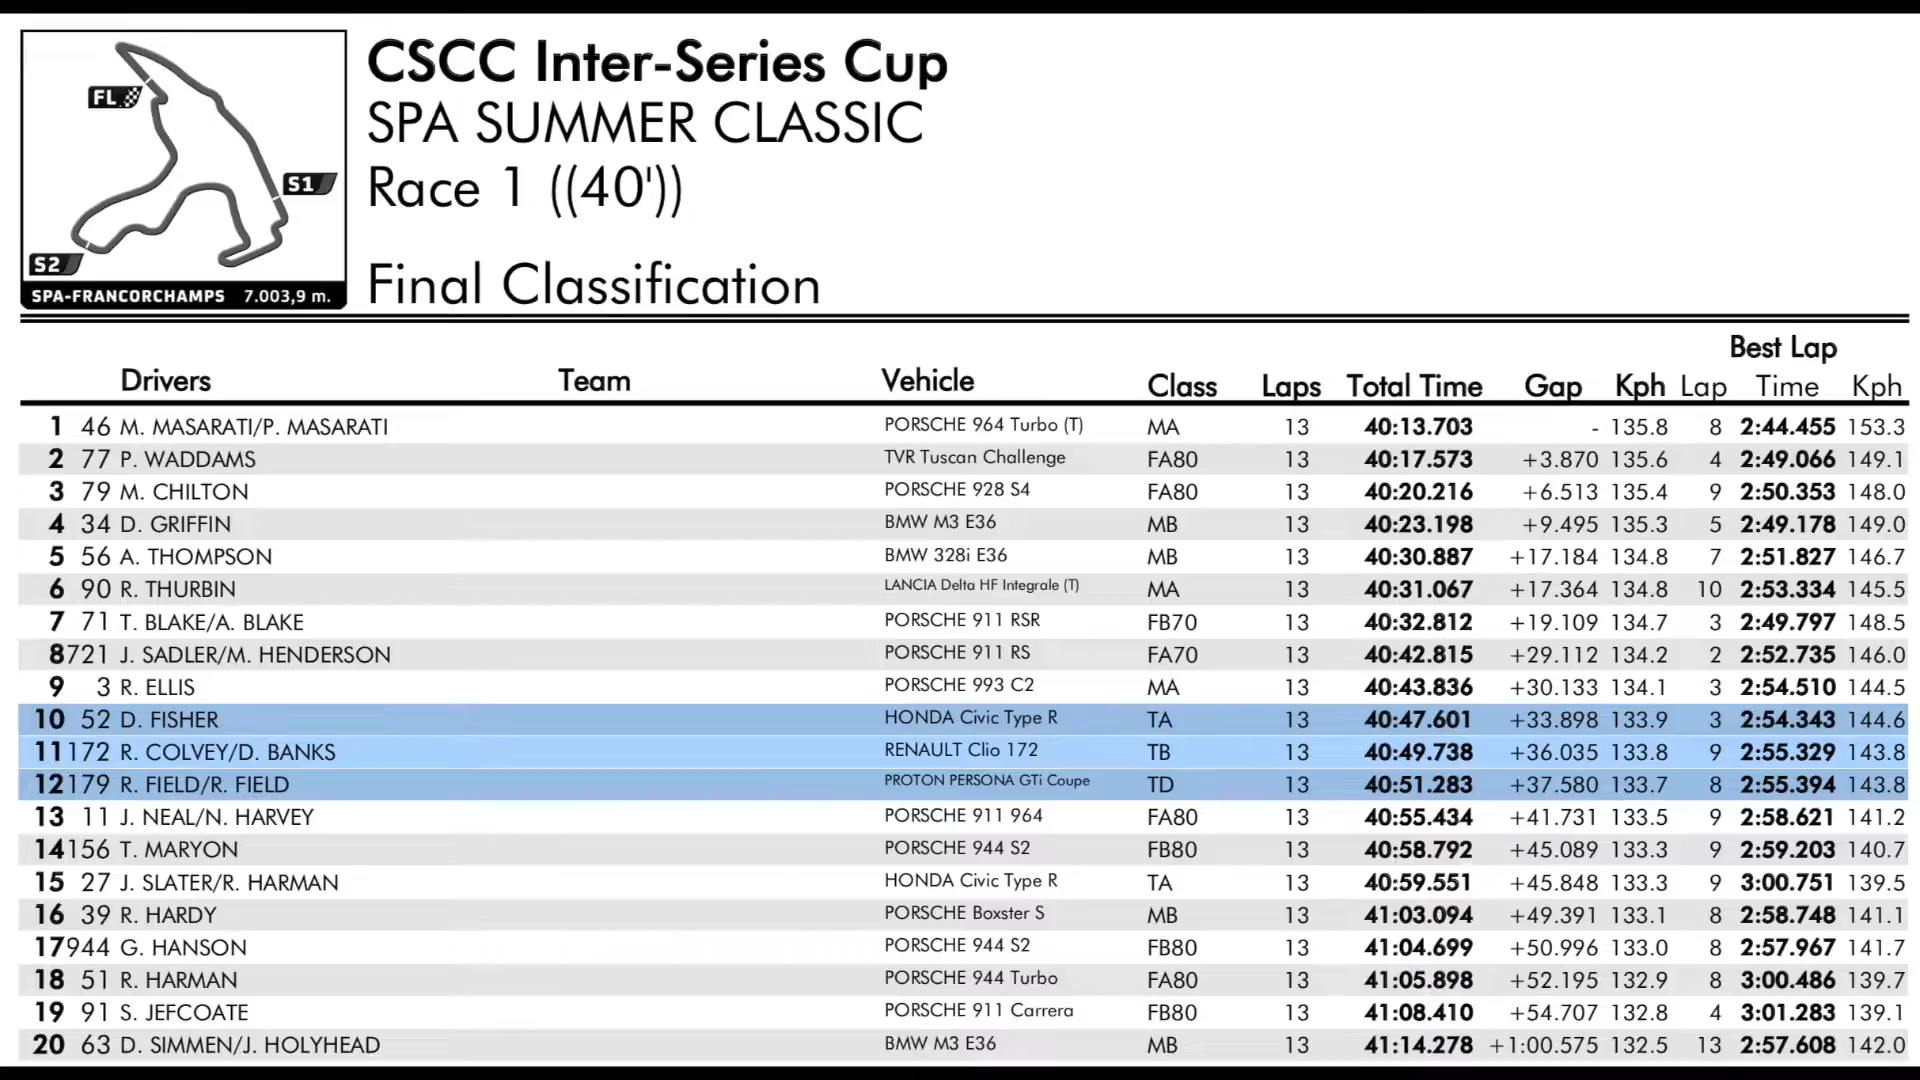 CSCC Inter-Series Cup
SPA SUMMER CLASSIC
Race 1 ((40'))
Final Classification
FL
S1
S2
SPA-FRANCORCHAMPS 7.003,9 m.
Best Lap
Drivers Team Vehicle Class Laps Total Time Gap Kph Lap Time Kph
1 46 M. MASARATI/P. MASARATI PORSCHE 964 Turbo (T) MA 13 40:13.703 - 135.8 8 2:44.455 153.3
2 77 P. WADDAMS TVR Tuscan Challenge FA80 13 40:17.573 +3.870 135.6 4 2:49.066 149.1
3 79 M. CHILTON PORSCHE 928 S4 FA80 13 40:20.216 +6.513 135.4 9 2:50.353 148.0
4 34 D. GRIFFIN BMW M3 E36 MB 13 40:23.198 +9.495 135.3 5 2:49.178 149.0
5 56 A. THOMPSON BMW 328i E36 MB 13 40:30.887 +17.184 134.8 7 2:51.827 146.7
6 90 R. THURBIN LANCIA Delta HF Integrale (T) MA 13 40:31.067 +17.364 134.8 10 2:53.334 145.5
7 71 T. BLAKE/A. BLAKE PORSCHE 911 RSR FB70 13 40:32.812 +19.109 134.7 3 2:49.797 148.5
8 721 J. SADLER/M. HENDERSON PORSCHE 911 RS FA70 13 40:42.815 +29.112 134.2 2 2:52.735 146.0
9 3 R. ELLIS PORSCHE 993 C2 MA 13 40:43.836 +30.133 134.1 3 2:54.510 144.5
10 52 D. FISHER HONDA Civic Type R TA 13 40:47.601 +33.898 133.9 3 2:54.343 144.6
11 172 R. COLVEY/D. BANKS RENAULT Clio 172 TB 13 40:49.738 +36.035 133.8 9 2:55.329 143.8
12 179 R. FIELD/R. FIELD PROTON PERSONA GTi Coupe TD 13 40:51.283 +37.580 133.7 8 2:55.394 143.8
13 11 J. NEAL/N. HARVEY PORSCHE 911 964 FA80 13 40:55.434 +41.731 133.5 9 2:58.621 141.2
14 156 T. MARYON PORSCHE 944 S2 FB80 13 40:58.792 +45.089 133.3 9 2:59.203 140.7
15 27 J. SLATER/R. HARMAN HONDA Civic Type R TA 13 40:59.551 +45.848 133.3 9 3:00.751 139.5
16 39 R. HARDY PORSCHE Boxster S MB 13 41:03.094 +49.391 133.1 8 2:58.748 141.1
17 944 G. HANSON PORSCHE 944 S2 FB80 13 41:04.699 +50.996 133.0 8 2:57.967 141.7
18 51 R. HARMAN PORSCHE 944 Turbo FA80 13 41:05.898 +52.195 132.9 8 3:00.486 139.7
19 91 S. JEFCOATE PORSCHE 911 Carrera FB80 13 41:08.410 +54.707 132.8 4 3:01.283 139.1
20 63 D. SIMMEN/J. HOLYHEAD BMW M3 E36 MB 13 41:14.278 +1:00.575 132.5 13 2:57.608 142.0